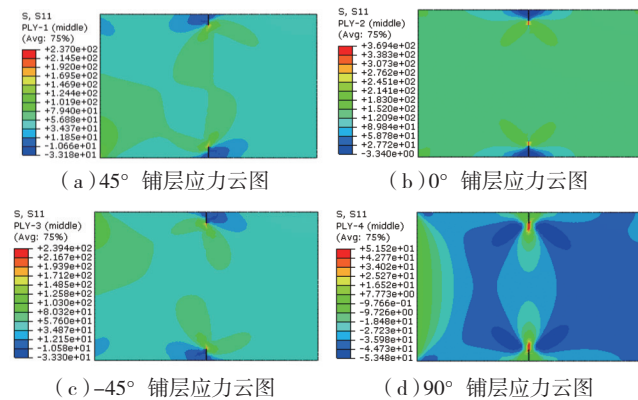 S, S11
PLY-1 (middle)
(Avg: 75%)
+2.370e+02
+2.145e+02
+1.920e+02
+1.695e+02
+1.469e+02
+1.244e+02
+1.019e+02
+7.940e+01
+5.688e+01
+3.437e+01
+1.185e+01
-1.066e+01
-3.318e+01
(a)45° 铺层应力云图
S, S11
PLY-2 (middle)
(Avg: 75%)
+3.694e+02
+3.383e+02
+3.073e+02
+2.762e+02
+2.451e+02
+2.141e+02
+1.830e+02
+1.520e+02
+1.209e+02
+8.984e+01
+5.878e+01
+2.772e+01
-3.340e+00
(b)0° 铺层应力云图
S, S11
PLY-3 (middle)
(Avg: 75%)
+2.394e+02
+2.167e+02
+1.939e+02
+1.712e+02
+1.485e+02
+1.258e+02
+1.030e+02
+8.032e+01
+5.760e+01
+3.487e+01
+1.215e+01
-1.058e+01
-3.330e+01
(c)-45° 铺层应力云图
S, S11
PLY-4 (middle)
(Avg: 75%)
+5.152e+01
+4.277e+01
+3.402e+01
+2.527e+01
+1.652e+01
+7.773e+00
-9.766e-01
-9.726e+00
-1.848e+01
-2.723e+01
-3.598e+01
-4.473e+01
-5.348e+01
(d)90° 铺层应力云图